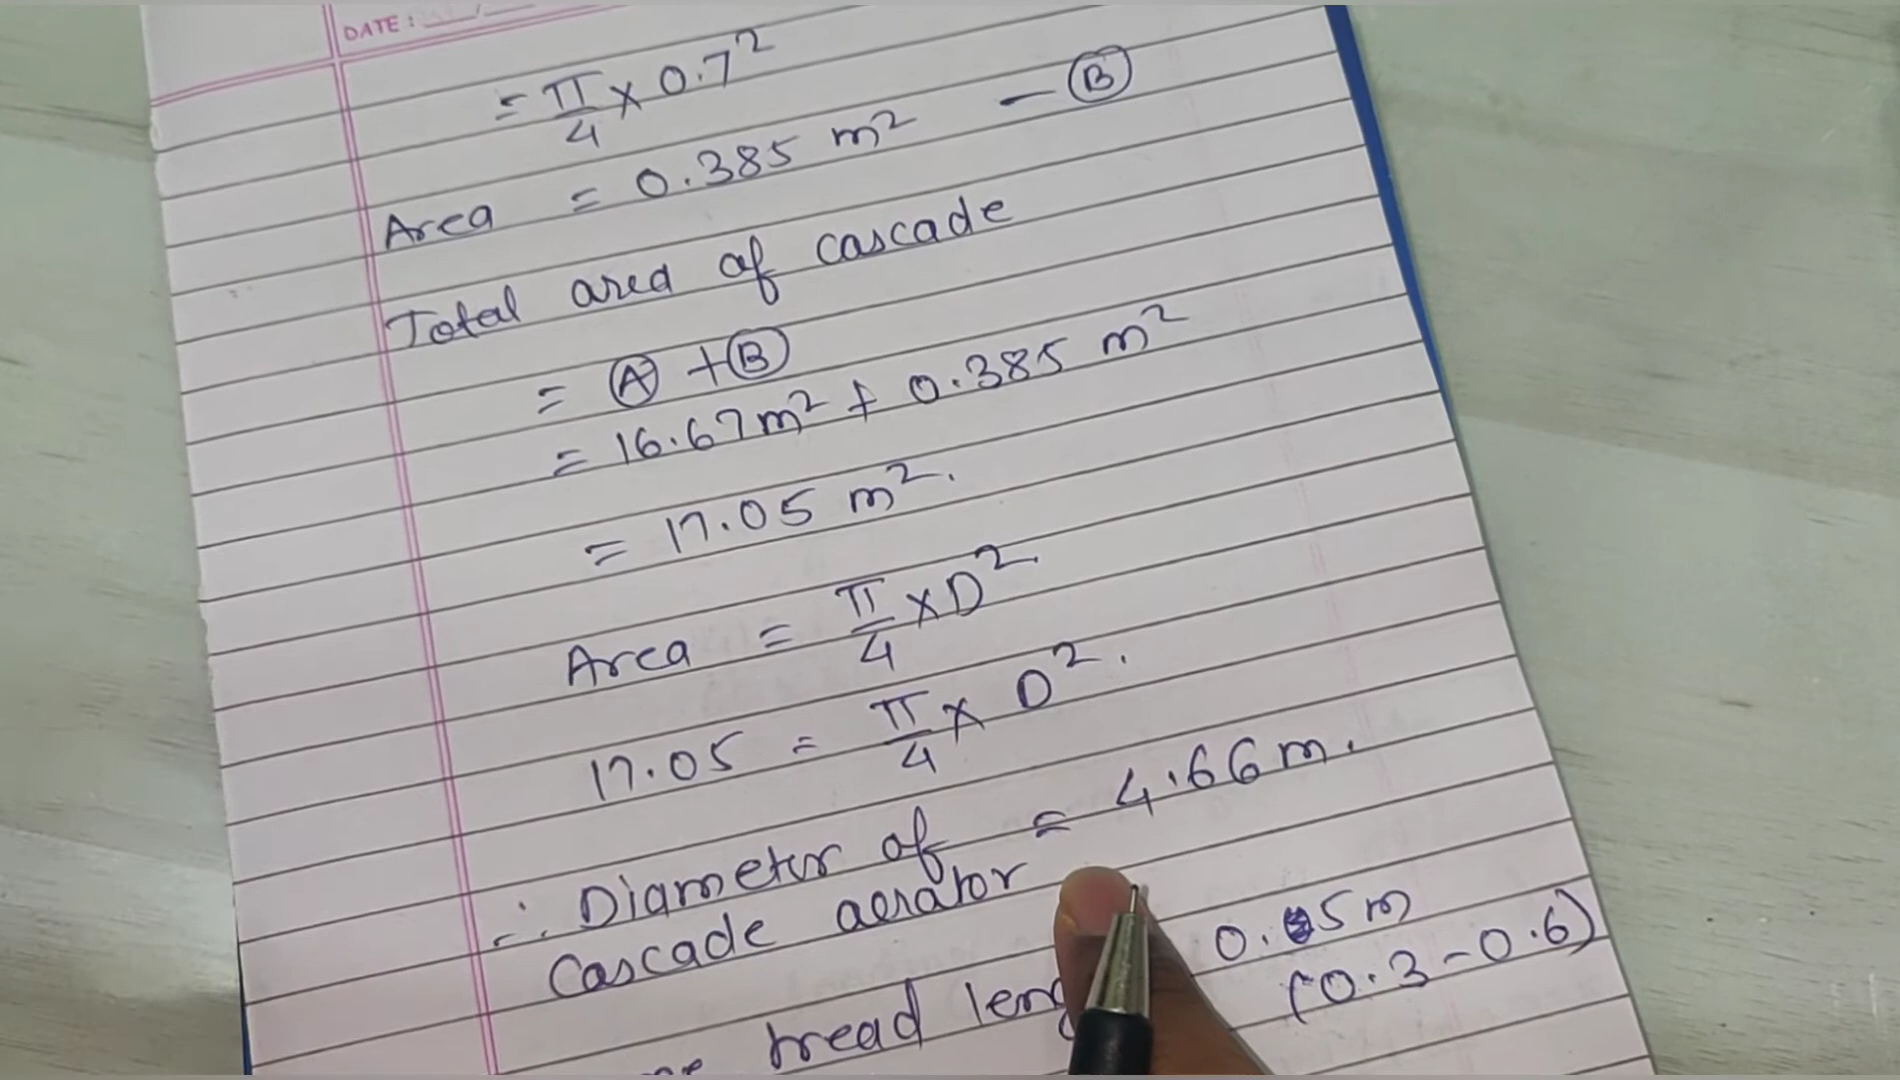 DATE:
= π/4 × 0.7²
Area = 0.385 m² — Ⓑ
Total area of cascade
= Ⓐ + Ⓑ
= 16.67 m² + 0.385 m²
= 17.05 m².
Area = π/4 × D²
17.05 = π/4 × D².
∴ Diameter of = 4.66 m.
Cascade aerator
tread 0.5m
(0.3-0.6)